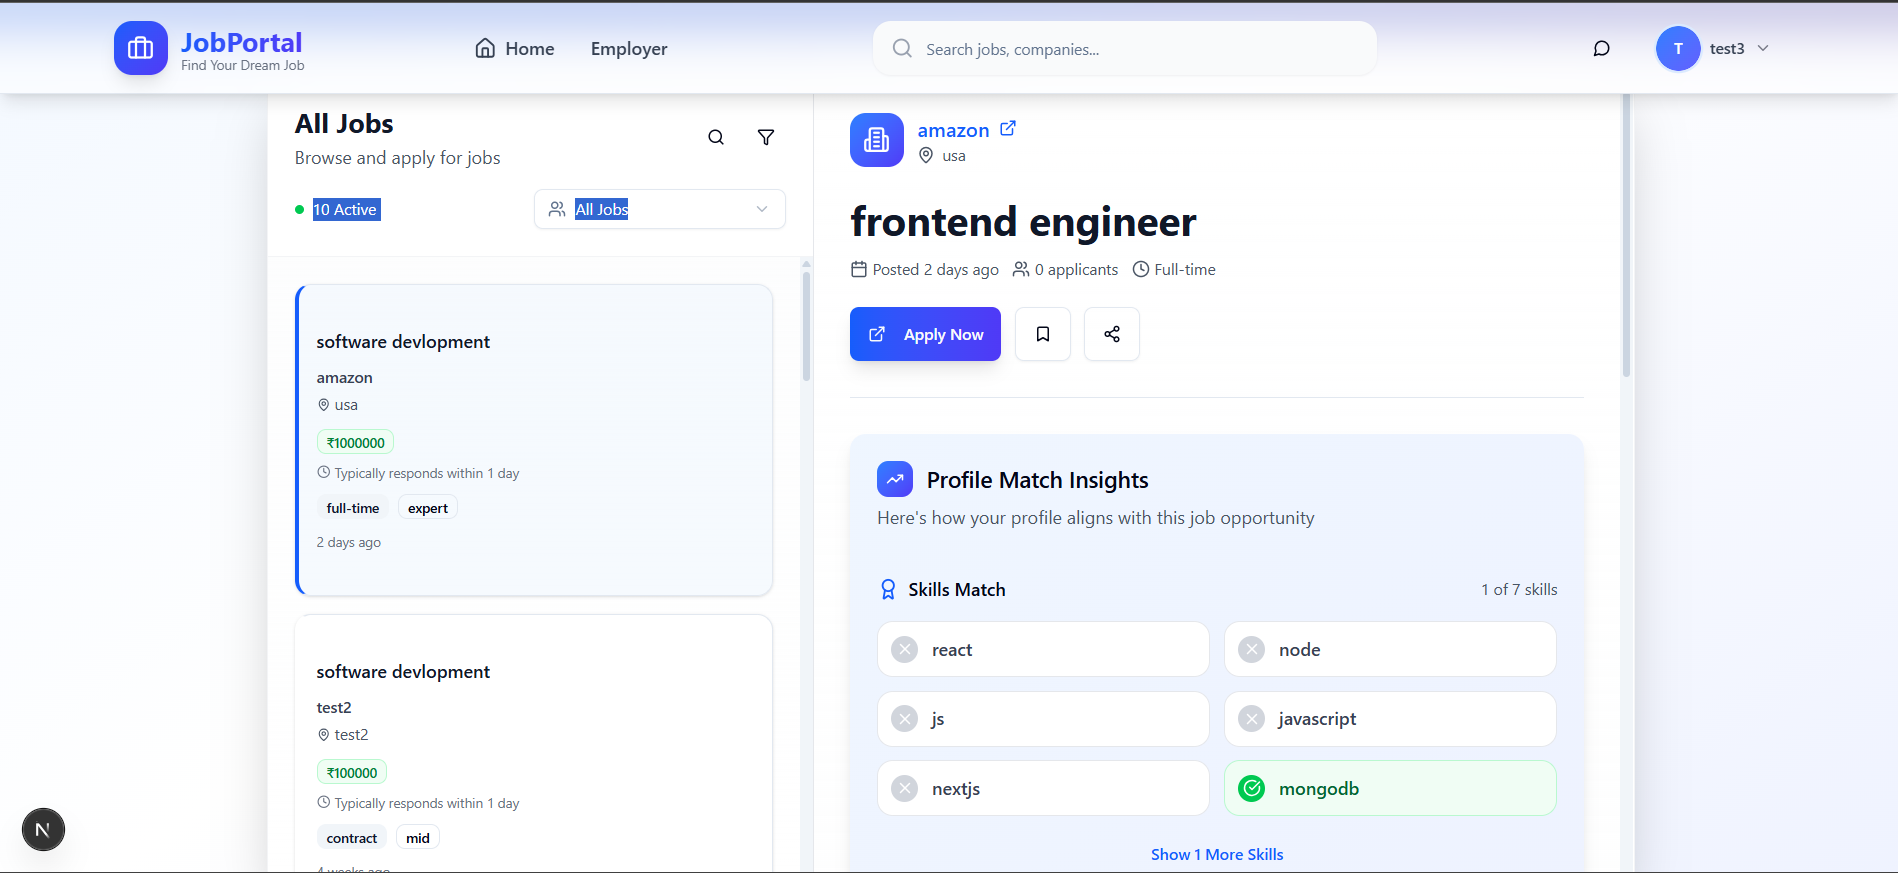 JobPortal
Find Your Dream Job
Home
Employer
Search jobs, companies...
T
test3
All Jobs
Browse and apply for jobs
10 Active
All Jobs
software devlopment
amazon
usa
₹1000000
Typically responds within 1 day
full-time
expert
2 days ago
software devlopment
test2
test2
₹100000
Typically responds within 1 day
contract
mid
4 weeks ago
amazon
usa
frontend engineer
Posted 2 days ago
0 applicants
Full-time
Apply Now
Profile Match Insights
Here's how your profile aligns with this job opportunity
Skills Match
1 of 7 skills
react
node
js
javascript
nextjs
mongodb
Show 1 More Skills
N